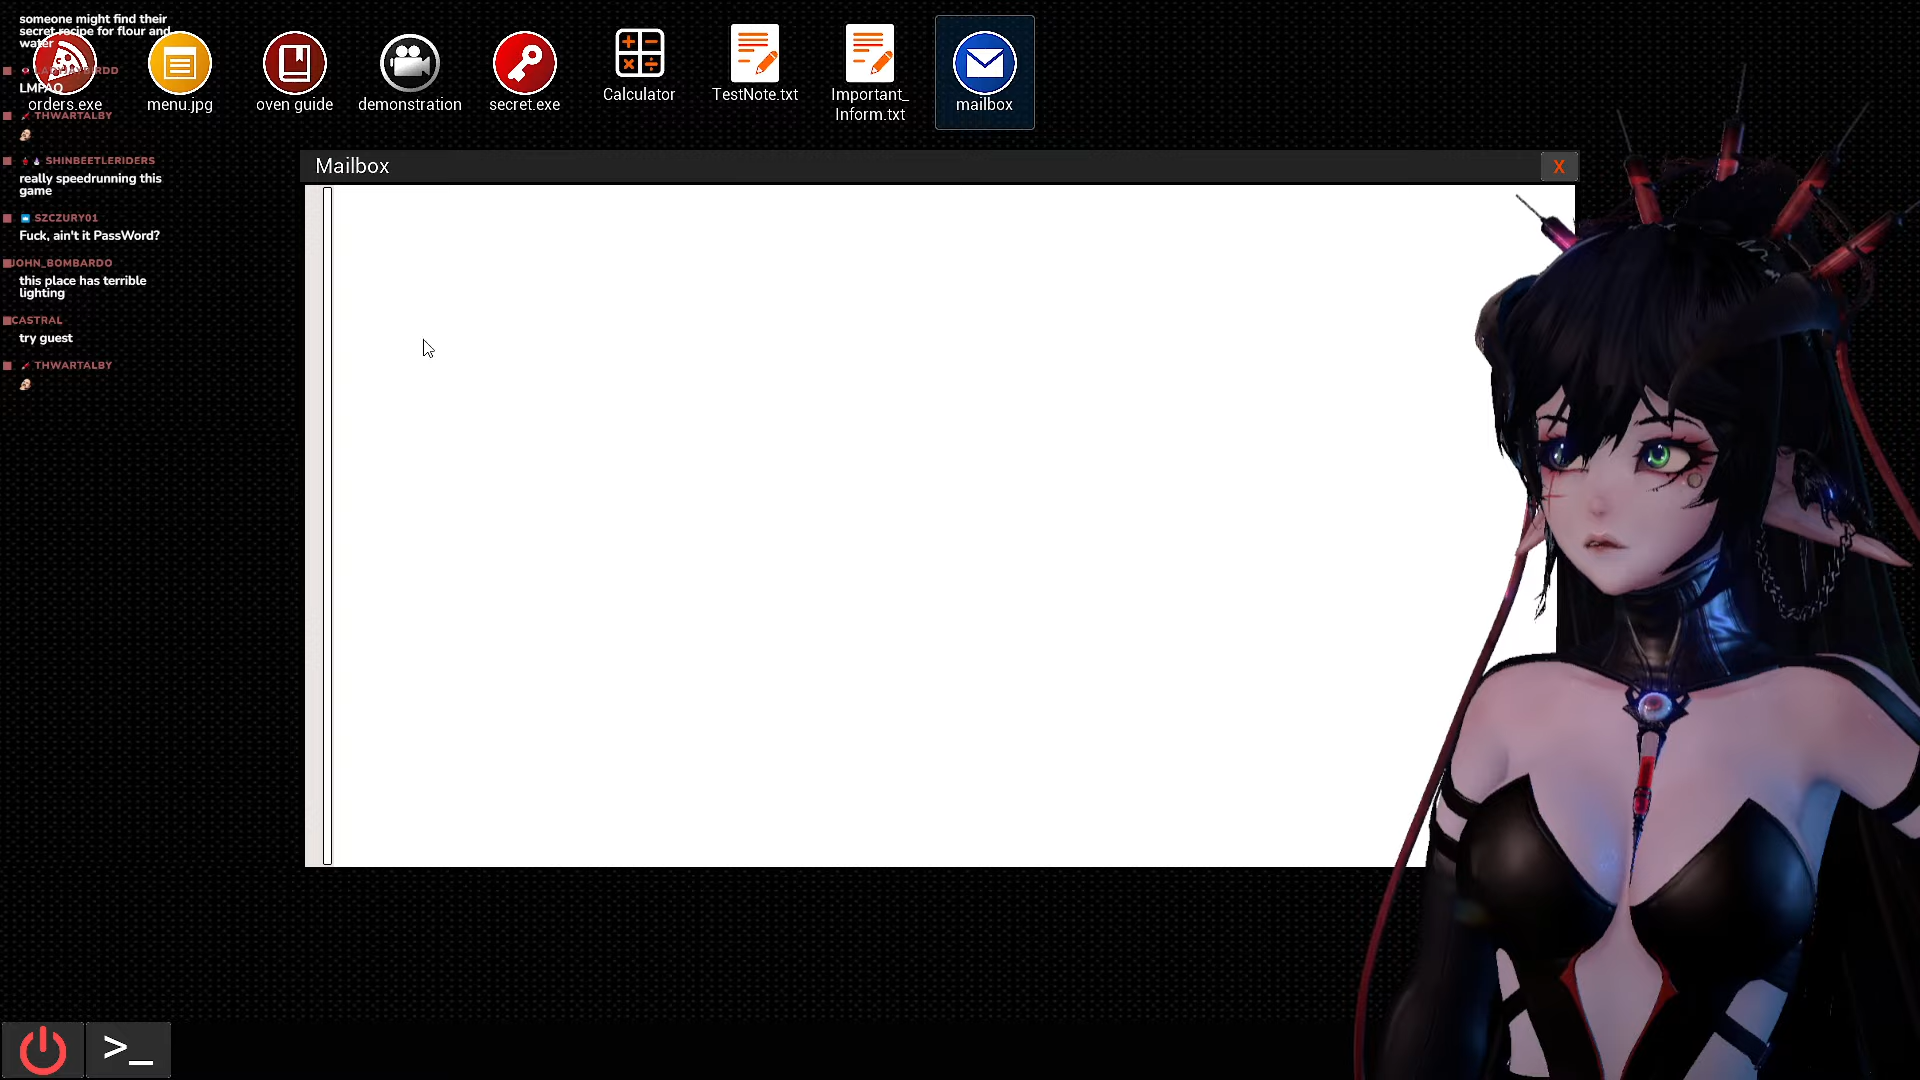 someone might find their
secret recipe for flour and
water
LMFAO
THWARTALBY
SHINBEETLERIDERS
really speedrunning this
game
SZCZURY01
Fuck, ain't it PassWord?
JOHN_BOMBARDO
this place has terrible
lighting
CASTRAL
try guest
THWARTALBY
orders.exe
menu.jpg
oven guide
demonstration
secret.exe
Calculator
TestNote.txt
Important_
Inform.txt
mailbox
Mailbox
X
>_